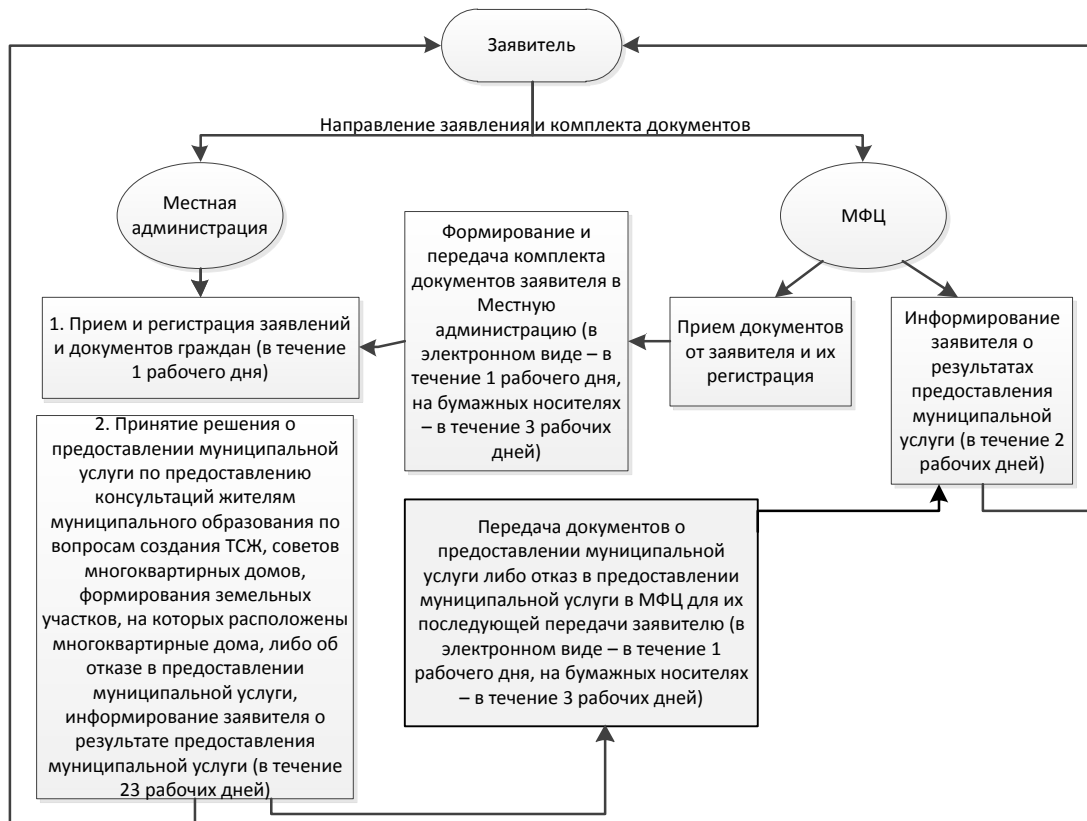 Заявитель
Направление заявления и комплекта документов
Местная
администрация
МФЦ
Формирование и
передача комплекта
документов заявителя в
Местную
администрацию (в
электронном виде – в
течение 1 рабочего дня,
на бумажных носителях
– в течение 3 рабочих
дней)
1. Прием и регистрация заявлений
и документов граждан (в течение
1 рабочего дня)
Прием документов
от заявителя и их
регистрация
Информирование
заявителя о
результатах
предоставления
муниципальной
услуги (в течение 2
рабочих дней)
2. Принятие решения о
предоставлении муниципальной
услуги по предоставлению
консультаций жителям
муниципального образования по
вопросам создания ТСЖ, советов
многоквартирных домов,
формирования земельных
участков, на которых расположены
многоквартирные дома, либо об
отказе в предоставлении
муниципальной услуги,
информирование заявителя о
результате предоставления
муниципальной услуги (в течение
23 рабочих дней)
Передача документов о
предоставлении муниципальной
услуги либо отказ в предоставлении
муниципальной услуги в МФЦ для их
последующей передачи заявителю (в
электронном виде – в течение 1
рабочего дня, на бумажных носителях
– в течение 3 рабочих дней)